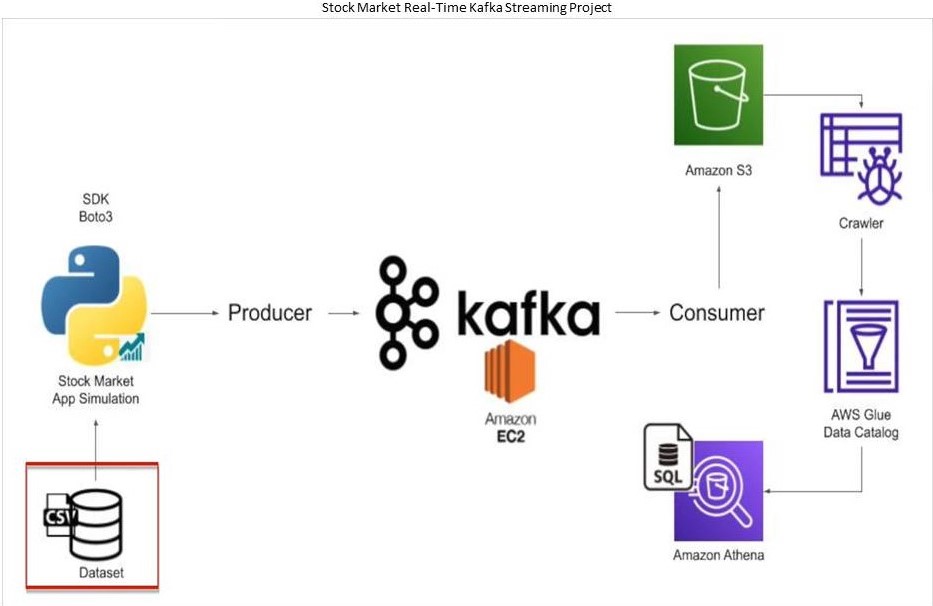 Stock Market Real-Time Kafka Streaming Project
Amazon S3
Crawler
SDK
Boto3
Producer
kafka
Consumer
Stock Market
App Simulation
Amazon
EC2
AWS Glue
Data Catalog
SQL
CSV
Dataset
Amazon Athena